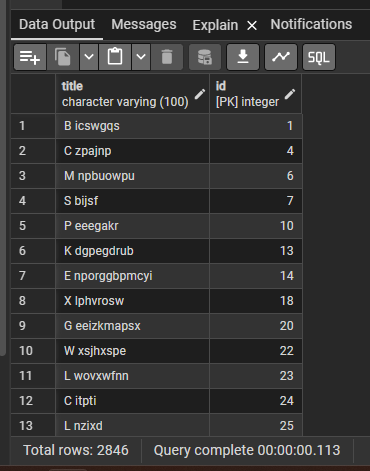 Data Output Messages Explain × Notifications
SQL
title id
character varying (100) [PK] integer
1 B icswgqs 1
2 C zpajnp 4
3 M npbuowpu 6
4 S bijsf 7
5 P eeegakr 10
6 K dgpegdrub 13
7 E nporggbpmcyi 14
8 X lphvrosw 18
9 G eeizkmapsx 20
10 W xsjhxspe 22
11 L wovxwfnn 23
12 C itpti 24
13 L nzixd 25
Total rows: 2846 Query complete 00:00:00.113